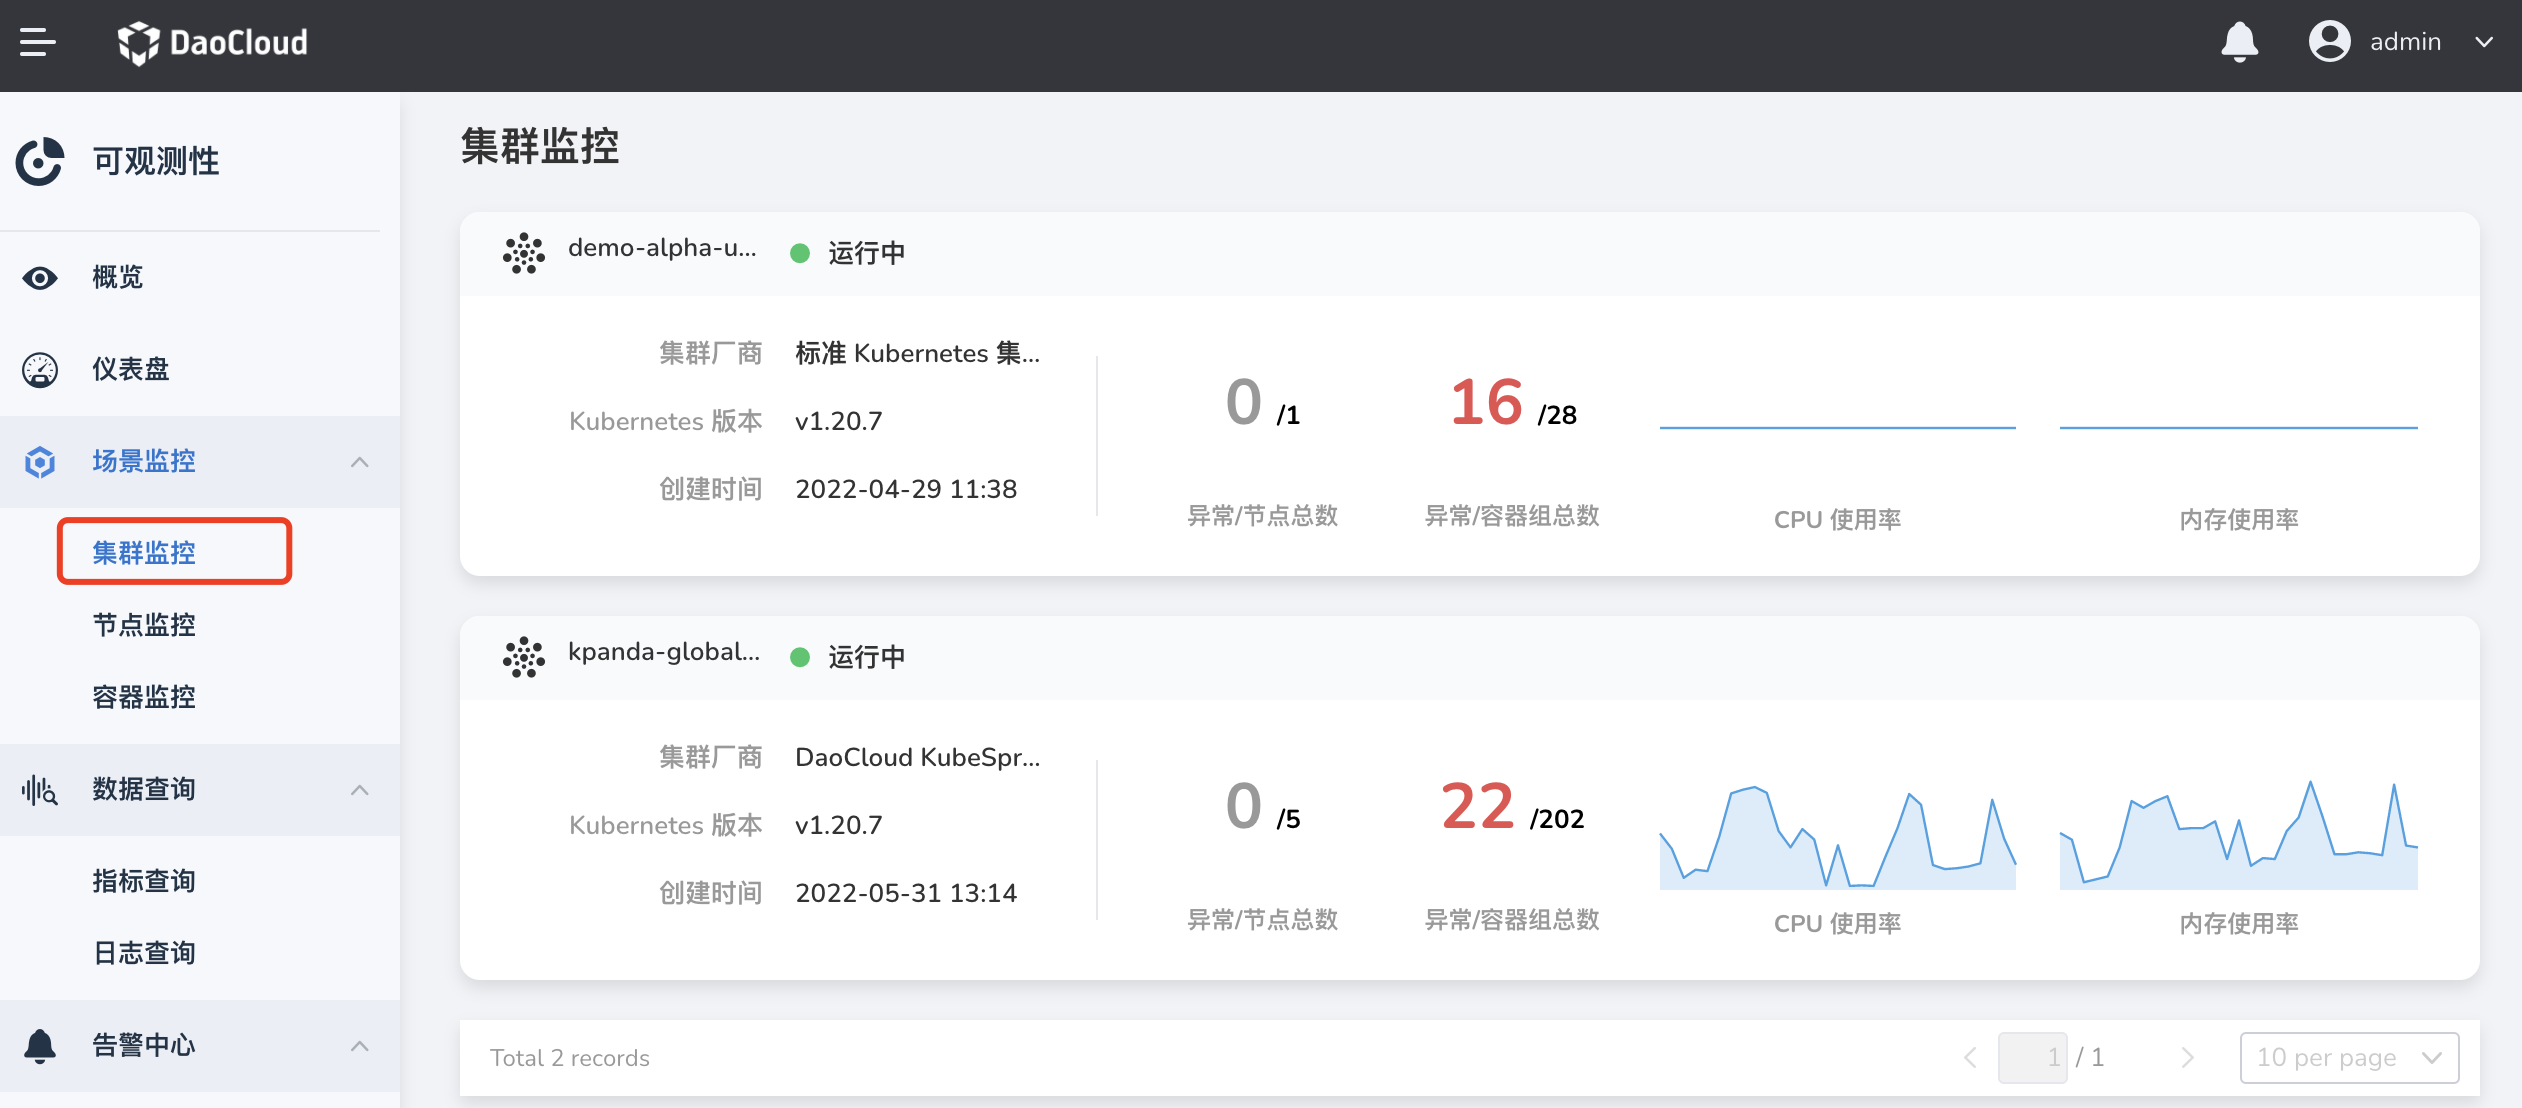 DaoCloud
admin
可观测性
概览
仪表盘
场景监控
集群监控
节点监控
容器监控
数据查询
指标查询
日志查询
告警中心
集群监控
demo-alpha-u...
运行中
集群厂商 标准 Kubernetes 集...
Kubernetes 版本 v1.20.7
创建时间 2022-04-29 11:38
0 /1
异常/节点总数
16 /28
异常/容器组总数
CPU 使用率
内存使用率
kpanda-global...
运行中
集群厂商 DaoCloud KubeSpr...
Kubernetes 版本 v1.20.7
创建时间 2022-05-31 13:14
0 /5
异常/节点总数
22 /202
异常/容器组总数
CPU 使用率
内存使用率
Total 2 records
1 / 1
10 per page